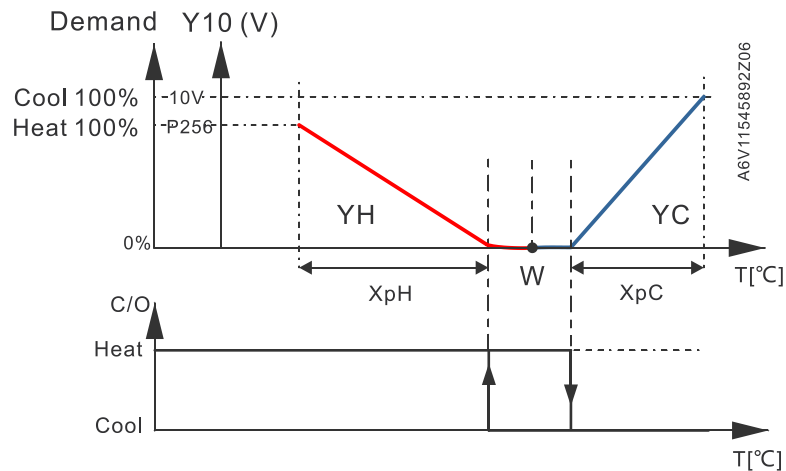 Demand Y10 (V)
Cool 100% 10V
Heat 100% P256
YH
YC
0%
W
T[℃]
XpH
XpC
C/O
Heat
Cool
T[℃]
A6V11545892Z06